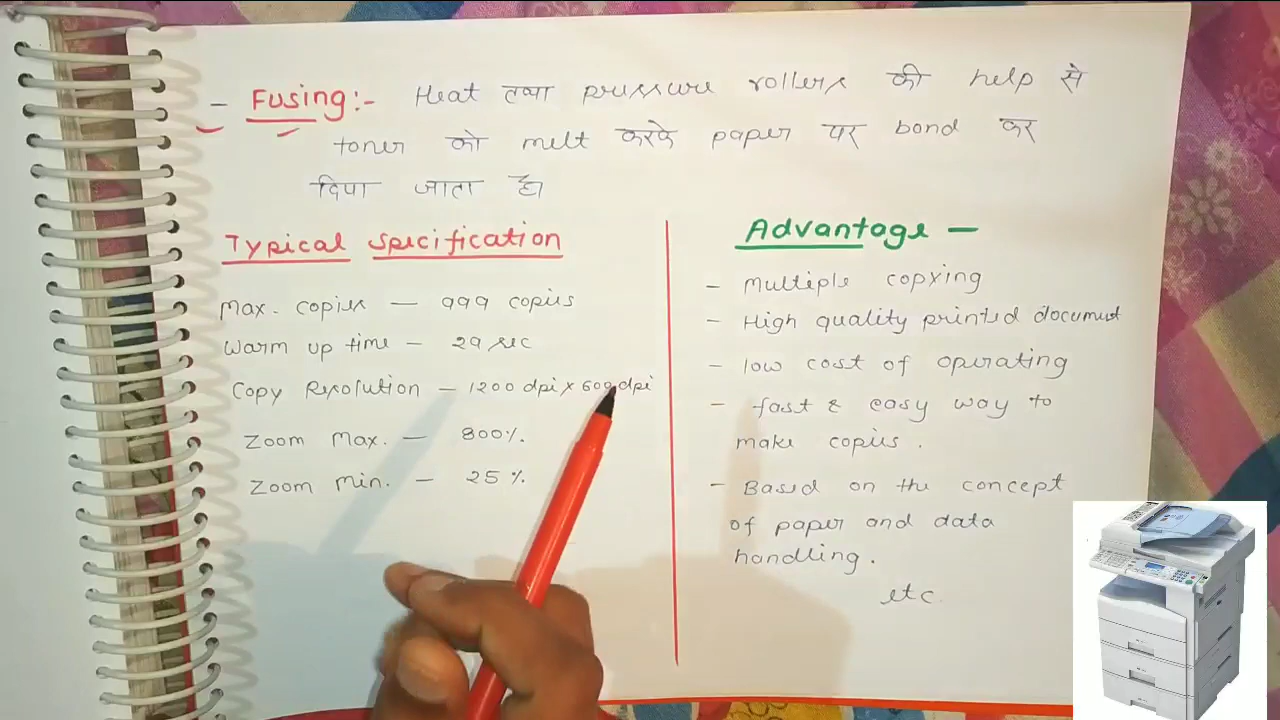 - Fusing:- Heat तथा pressure rollers की help से
toner को melt करके paper पर bond कर
दिया जाता है।
Typical specification
Max. copies — 999 copies
Warm up time - 29 sec
Copy Resolution - 1200 dpi x 600 dpi
Zoom Max. — 800%.
Zoom Min. — 25 %.
Advantage —
- Multiple copying
- High quality printed document
- low cost of operating
- fast & easy way to
make copies.
- Based on the concept
of paper and data
handling.
etc